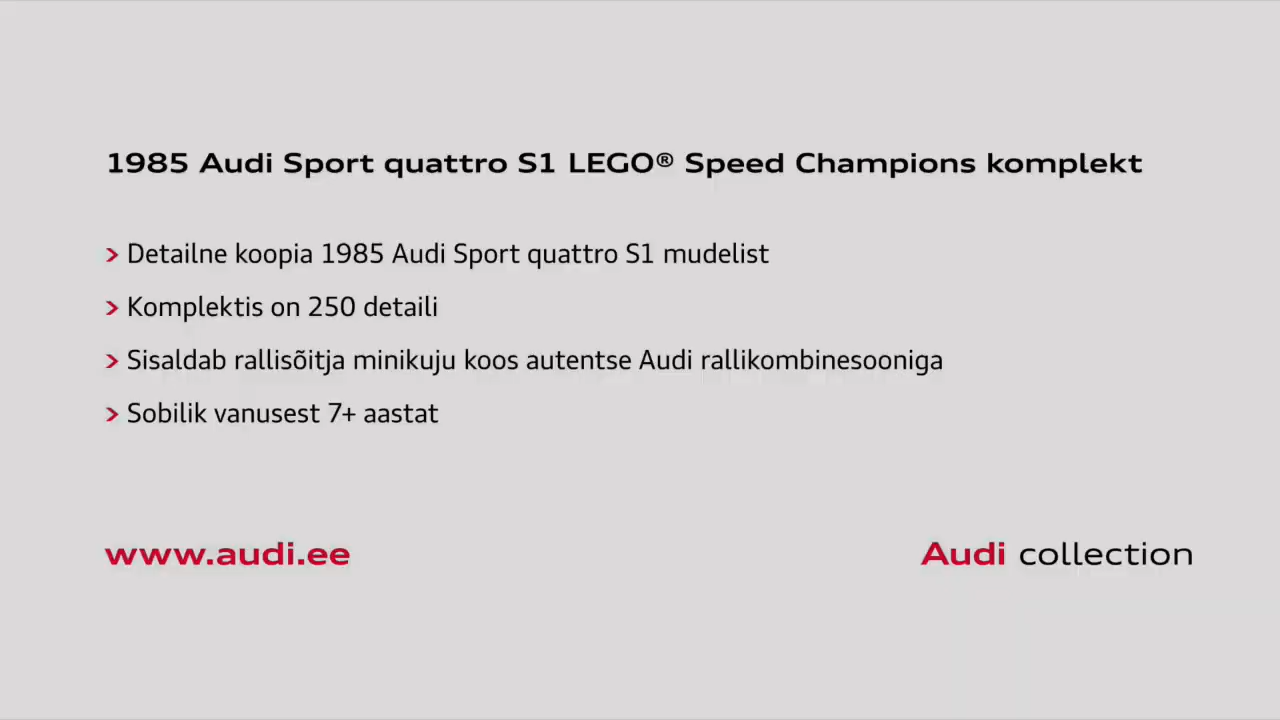 1985 Audi Sport quattro S1 LEGO® Speed Champions komplekt
> Detailne koopia 1985 Audi Sport quattro S1 mudelist
> Komplektis on 250 detaili
> Sisaldab rallisõitja minikuju koos autentse Audi rallikombinesooniga
> Sobilik vanusest 7+ aastat
www.audi.ee
Audi collection